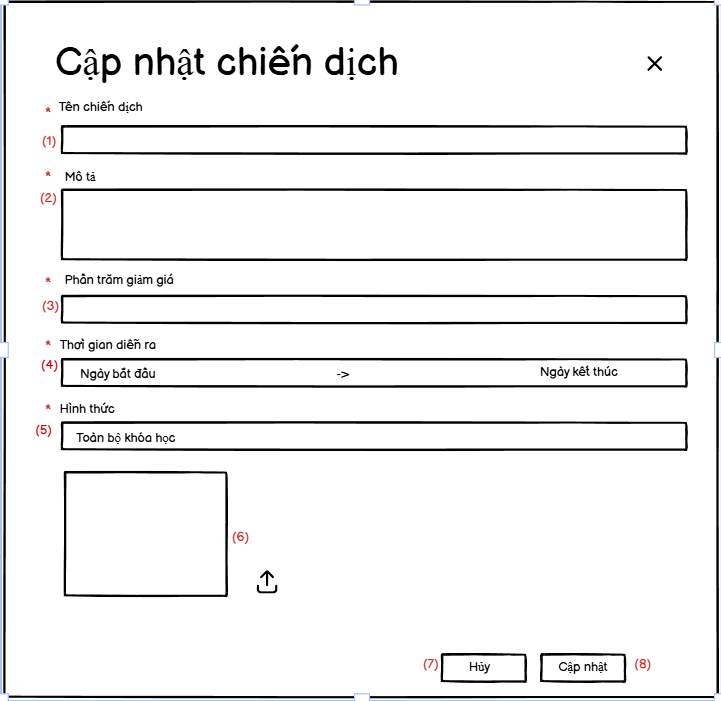 Cập nhật chiến dịch
* Tên chiến dịch
(1)
* Mô tả
(2)
* Phần trăm giảm giá
(3)
* Thời gian diễn ra
(4) Ngày bắt đầu -> Ngày kết thúc
* Hình thức
(5) Toàn bộ khóa học
(6)
(7) Hủy Cập nhật (8)